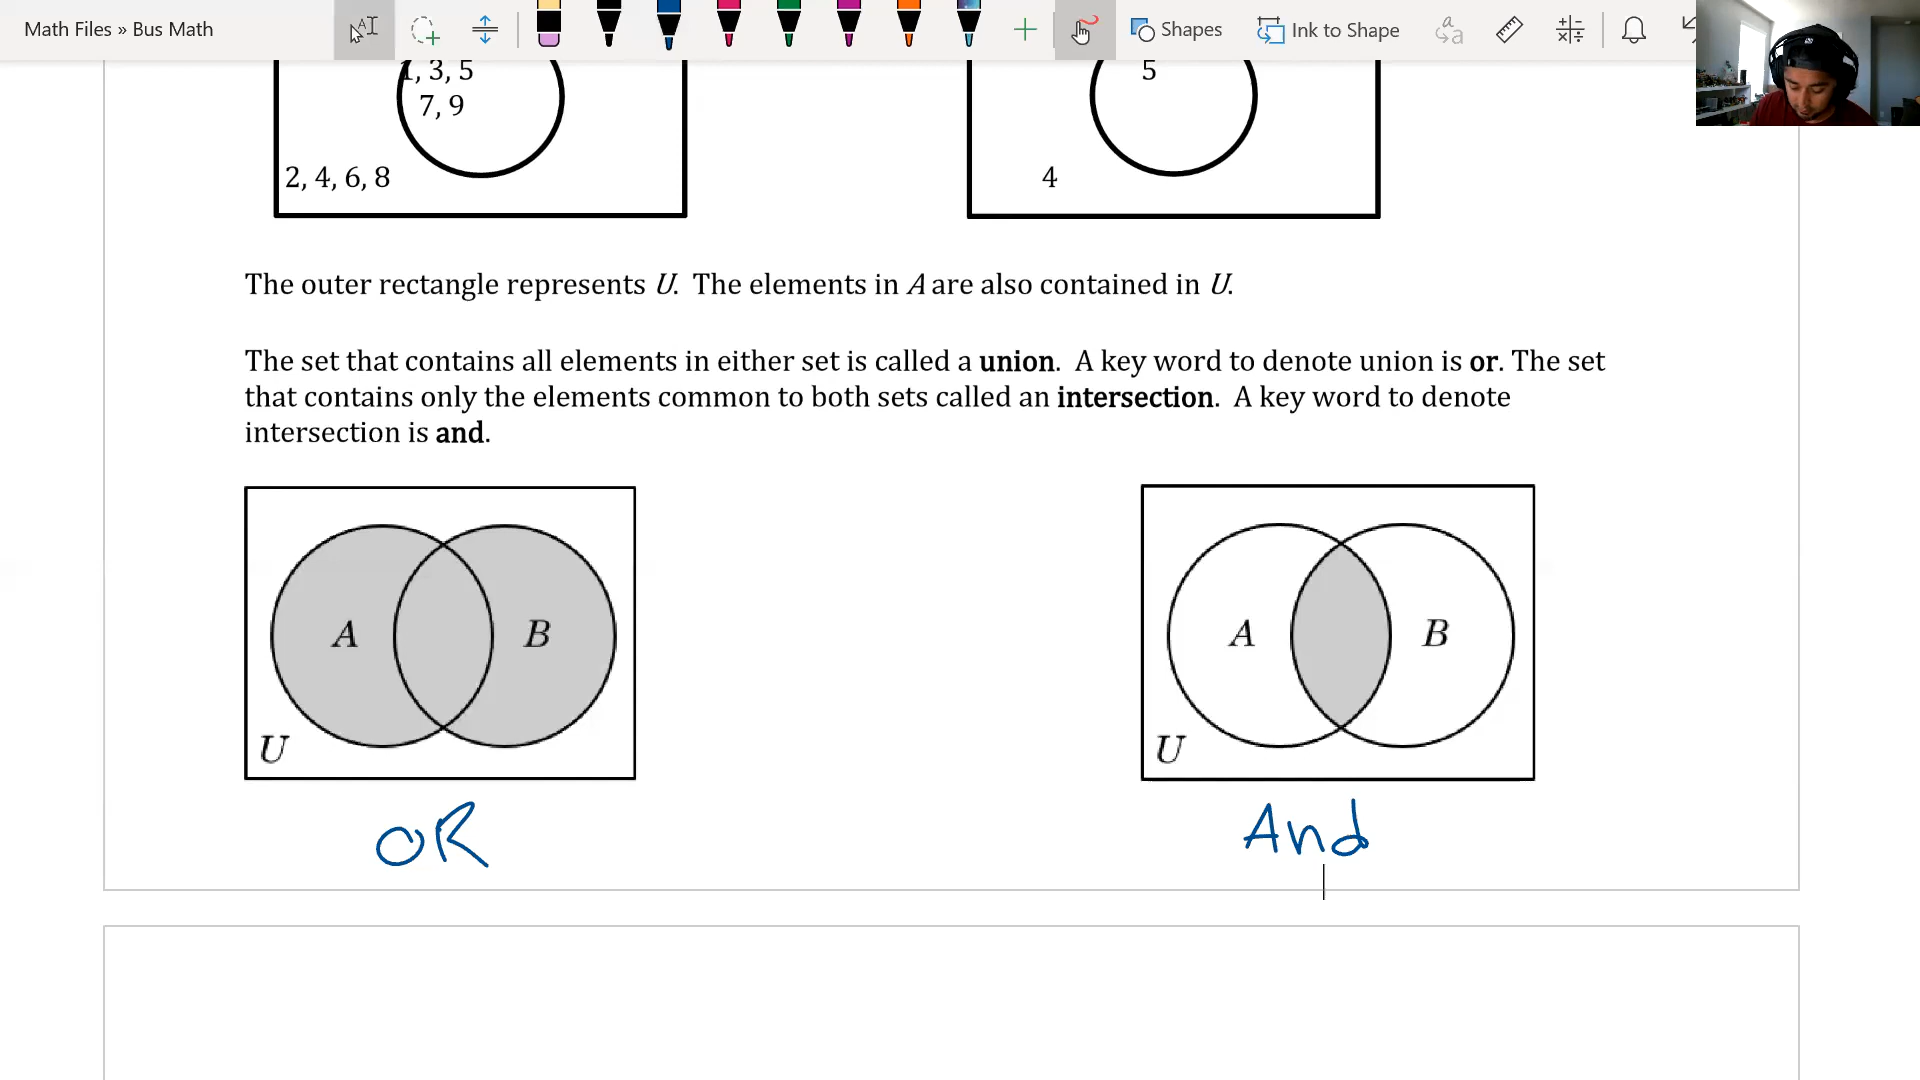 Math Files » Bus Math
Shapes
Ink to Shape
1, 3, 5
7, 9
2, 4, 6, 8
5
4
The outer rectangle represents U. The elements in A are also contained in U.
The set that contains all elements in either set is called a union. A key word to denote union is or. The set
that contains only the elements common to both sets called an intersection. A key word to denote
intersection is and.
A B
U
A B
U
OR
And